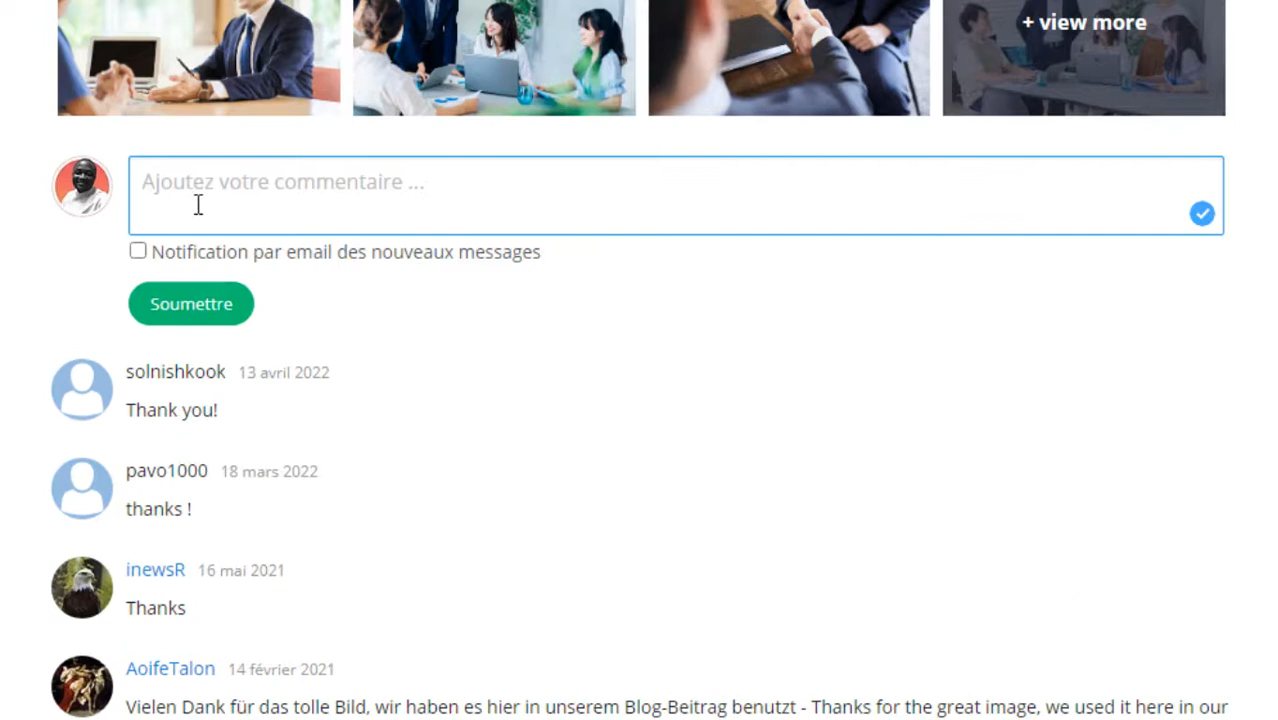 + view more
Ajoutez votre commentaire ...
Notification par email des nouveaux messages
Soumettre
solnishkook 13 avril 2022
Thank you!
pavo1000 18 mars 2022
thanks !
inewsR 16 mai 2021
Thanks
AoifeTalon 14 février 2021
Vielen Dank für das tolle Bild, wir haben es hier in unserem Blog-Beitrag benutzt - Thanks for the great image, we used it here in our